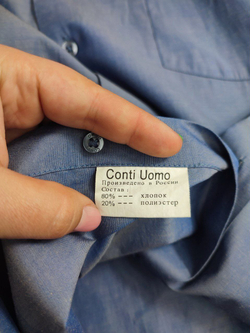 Conti Uomo
Произведено в России
Состав :
80% --- хлопок
20% --- полиэстер